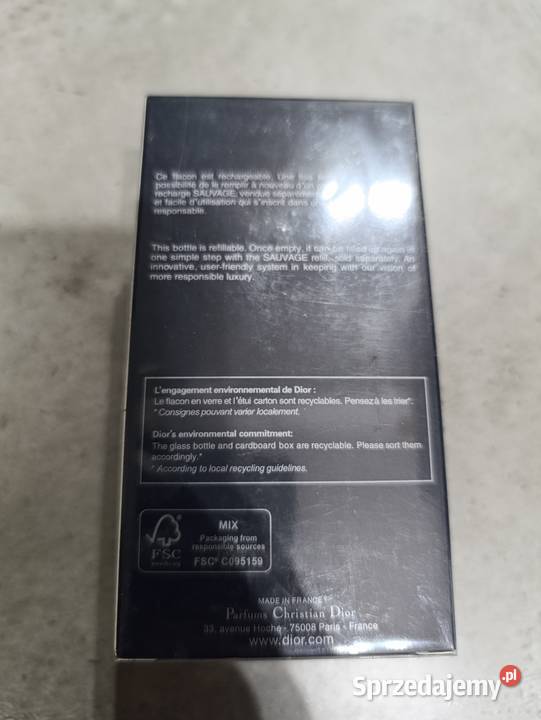 Ce flacon est rechargeable. Une fois
possibilité de le remplir à nouveau d'un
recharge SAUVAGE, vendue séparément
et facile d'utilisation qui s'inscrit dans
responsable.
This bottle is refillable. Once empty, it can be filled up again in
one simple step with the SAUVAGE refill, sold separately. An
innovative, user-friendly system in keeping with our vision of
more responsible luxury.
L'engagement environnemental de Dior :
Le flacon en verre et l'étui carton sont recyclables. Pensez à les trier*.
* Consignes pouvant varier localement.
Dior's environmental commitment:
The glass bottle and cardboard box are recyclable. Please sort them
accordingly.*
* According to local recycling guidelines.
FSC
MIX
Packaging from
responsible sources
FSC® C095159
MADE IN FRANCE
Parfums Christian Dior
33, avenue Hoche - 75008 Paris - France
www.dior.com
Sprzedajemy.pl